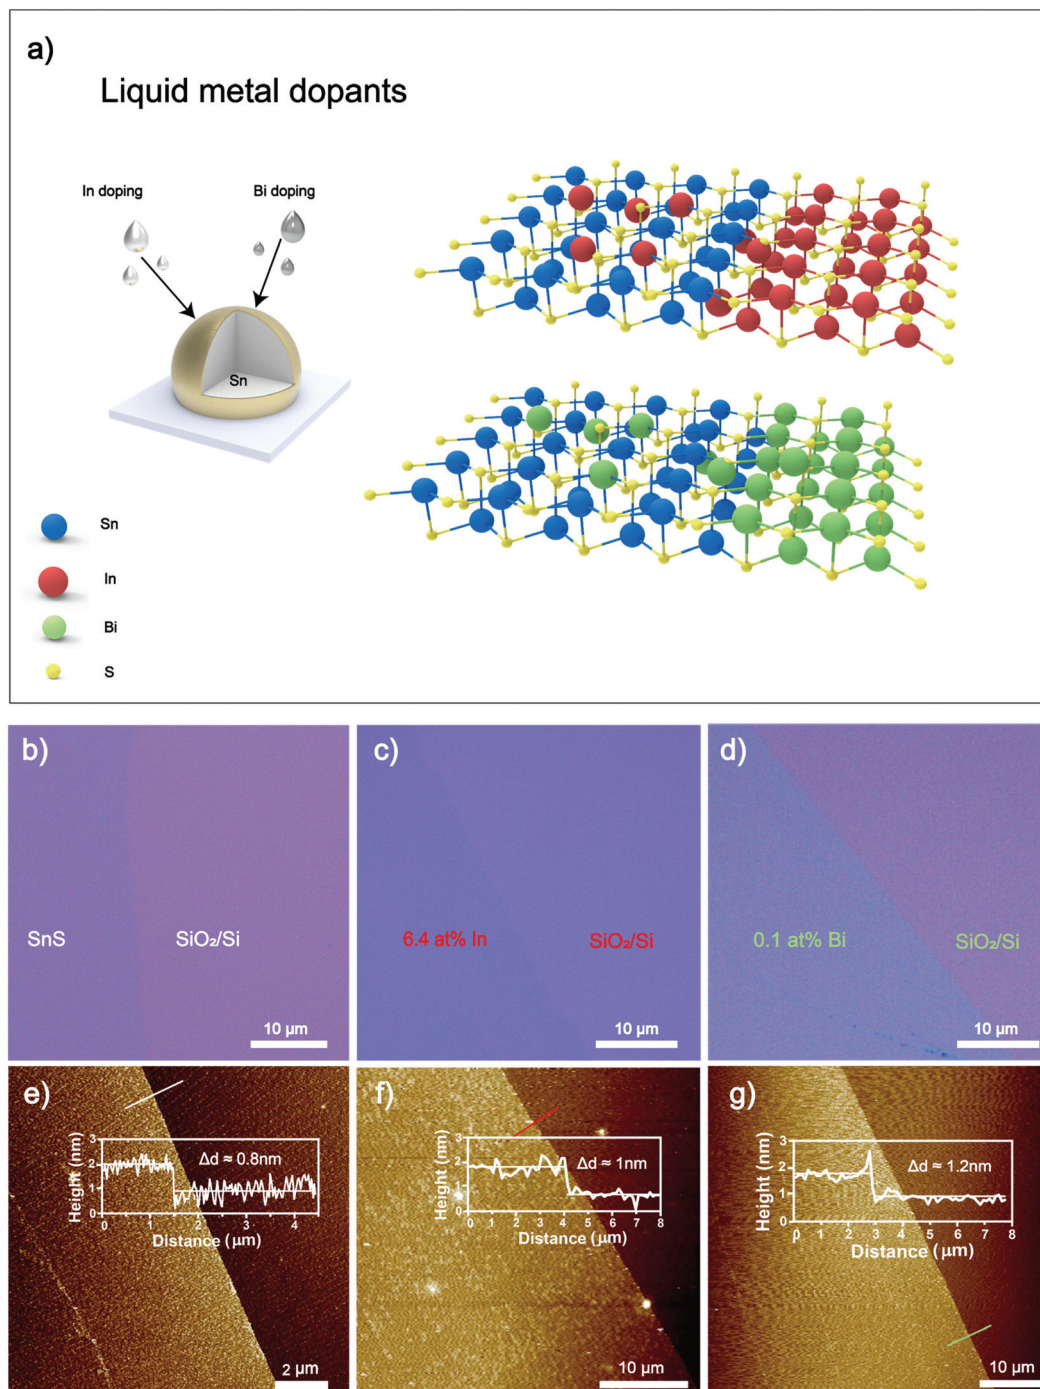 a)
Liquid metal dopants
In doping
Bi doping
Sn
Sn
In
Bi
S
b)
SnS
SiO₂/Si
10 µm
c)
6.4 at% In
SiO₂/Si
10 µm
d)
0.1 at% Bi
SiO₂/Si
10 µm
e)
Height (nm)
3
2
1
0
Δd ≈ 0.8nm
0 1 2 3 4
Distance (µm)
2 µm
f)
Height (nm)
3
2
1
0
Δd ≈ 1nm
0 1 2 3 4 5 6 7 8
Distance (µm)
10 µm
g)
Height (nm)
3
2
1
0
Δd ≈ 1.2nm
0 1 2 3 4 5 6 7 8
Distance (µm)
10 µm